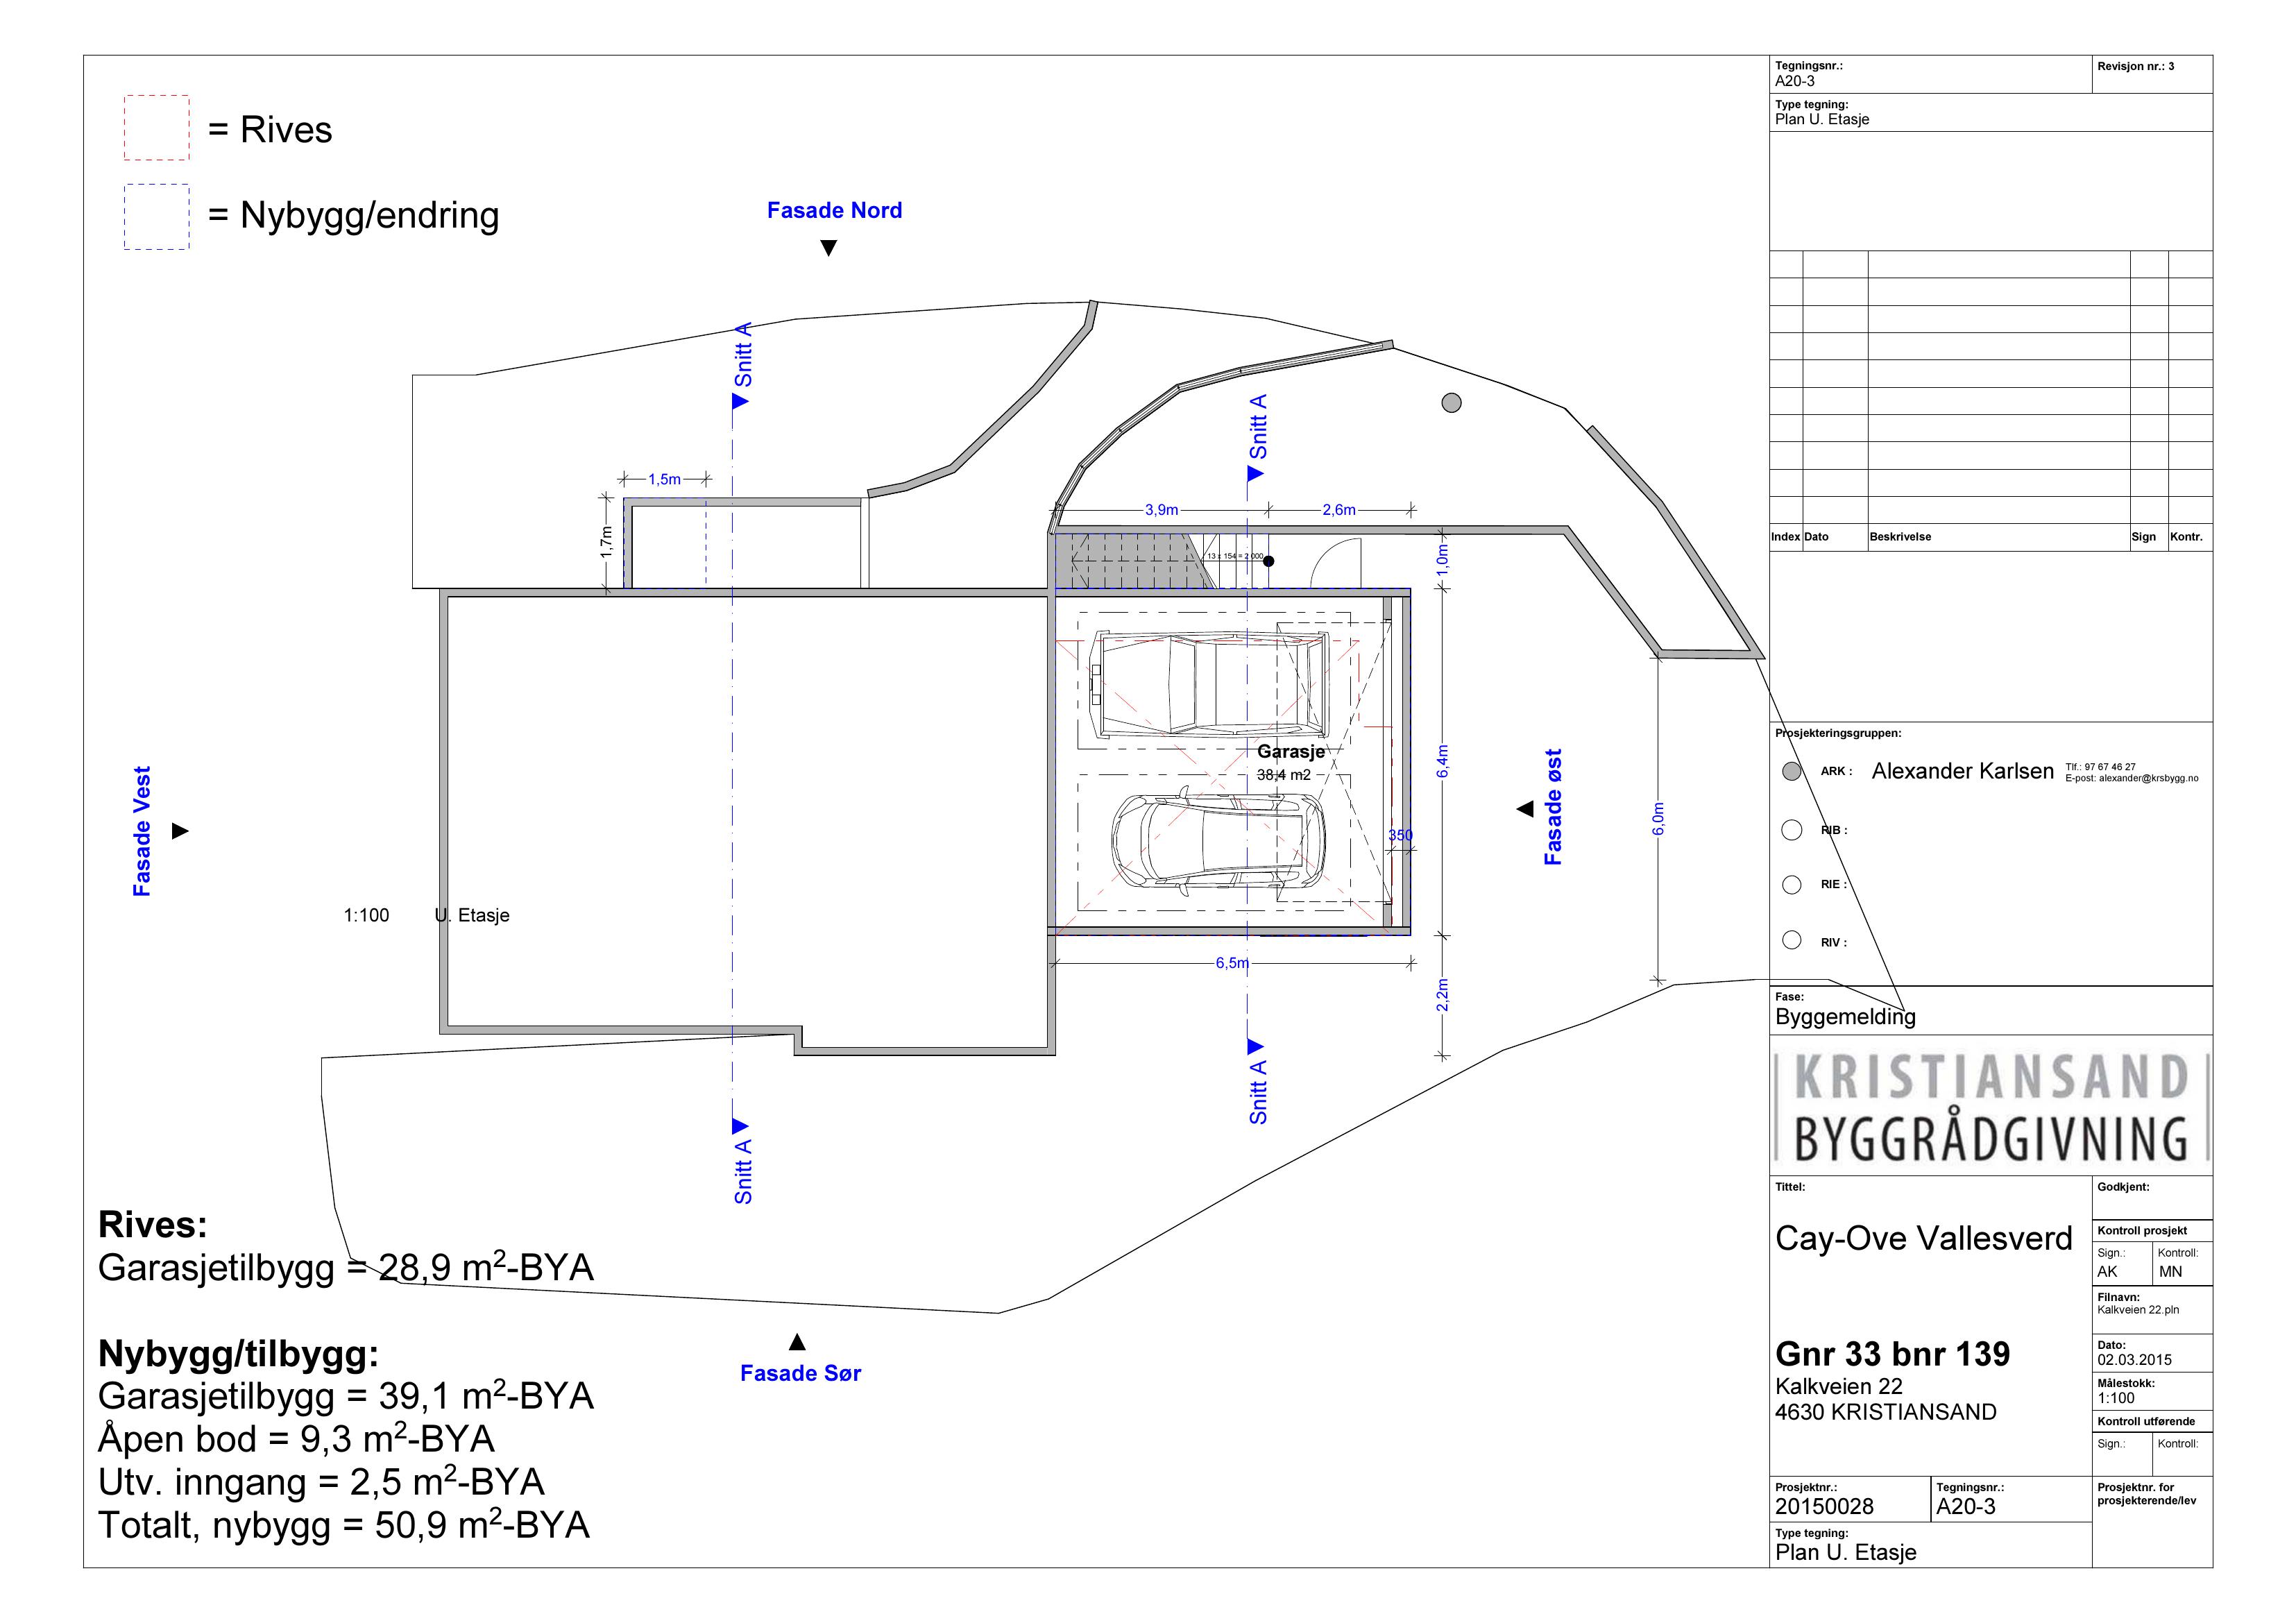 = Rives
= Nybygg/endring
Fasade Nord
Snitt A
Snitt A
1,5m
1,7m
3,9m
2,6m
13 x 154 = 2 000
1,0m
Garasje
38,4 m2
6,4m
350
6,0m
Fasade Vest
Fasade øst
1:100 U. Etasje
6,5m
2,2m
Snitt A
Snitt A
Fasade Sør
Rives:
Garasjetilbygg = 28,9 m²-BYA
Nybygg/tilbygg:
Garasjetilbygg = 39,1 m²-BYA
Åpen bod = 9,3 m²-BYA
Utv. inngang = 2,5 m²-BYA
Totalt, nybygg = 50,9 m²-BYA
Tegningsnr.:
A20-3
Revisjon nr.: 3
Type tegning:
Plan U. Etasje
Index Dato Beskrivelse Sign Kontr.
Prosjekteringsgruppen:
ARK : Alexander Karlsen
Tlf.: 97 67 46 27
E-post: alexander@krsbygg.no
RIB :
RIE :
RIV :
Fase:
Byggemelding
KRISTIANSAND
BYGGRÅDGIVNING
Tittel:
Cay-Ove Vallesverd
Gnr 33 bnr 139
Kalkveien 22
4630 KRISTIANSAND
Godkjent:
Kontroll prosjekt
Sign.: Kontroll:
AK MN
Filnavn:
Kalkveien 22.pln
Dato:
02.03.2015
Målestokk:
1:100
Kontroll utførende
Sign.: Kontroll:
Prosjektnr.:
20150028
Tegningsnr.:
A20-3
Prosjektnr. for
prosjekterende/lev
Type tegning:
Plan U. Etasje